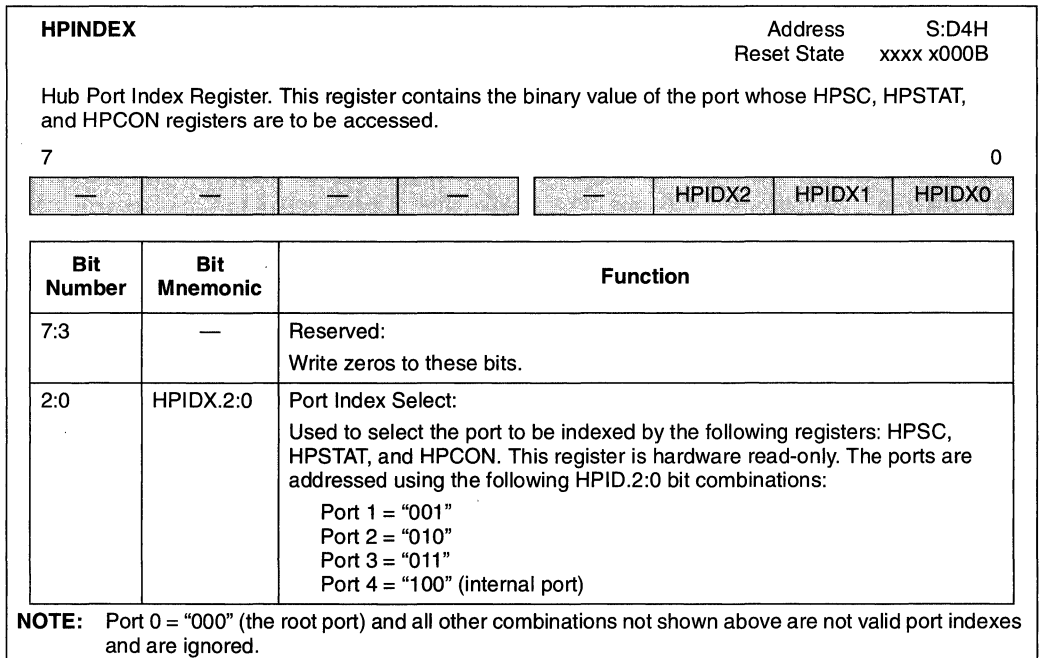 HPINDEX
Address S:D4H
Reset State xxxx x000B
Hub Port Index Register. This register contains the binary value of the port whose HPSC, HPSTAT,
and HPCON registers are to be accessed.
7 0
— — — — — HPIDX2 HPIDX1 HPIDX0
Bit Number Bit Mnemonic Function
7:3 — Reserved:
Write zeros to these bits.
2:0 HPIDX.2:0 Port Index Select:
Used to select the port to be indexed by the following registers: HPSC,
HPSTAT, and HPCON. This register is hardware read-only. The ports are
addressed using the following HPID.2:0 bit combinations:
Port 1 = “001”
Port 2 = “010”
Port 3 = “011”
Port 4 = “100” (internal port)
NOTE: Port 0 = “000” (the root port) and all other combinations not shown above are not valid port indexes
and are ignored.